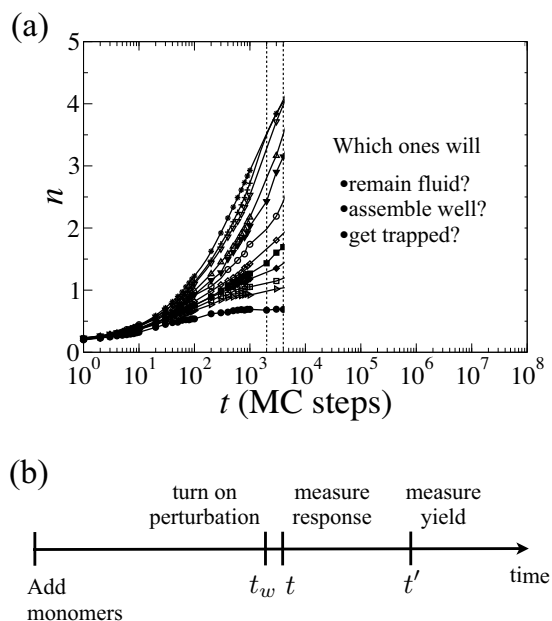 (a)
5
4
3
2
1
0
n
10^0 10^1 10^2 10^3 10^4 10^5 10^6 10^7 10^8
t (MC steps)
Which ones will
•remain fluid?
•assemble well?
•get trapped?
(b)
turn on
perturbation
measure
response
measure
yield
Add
monomers
t_w t t′
time